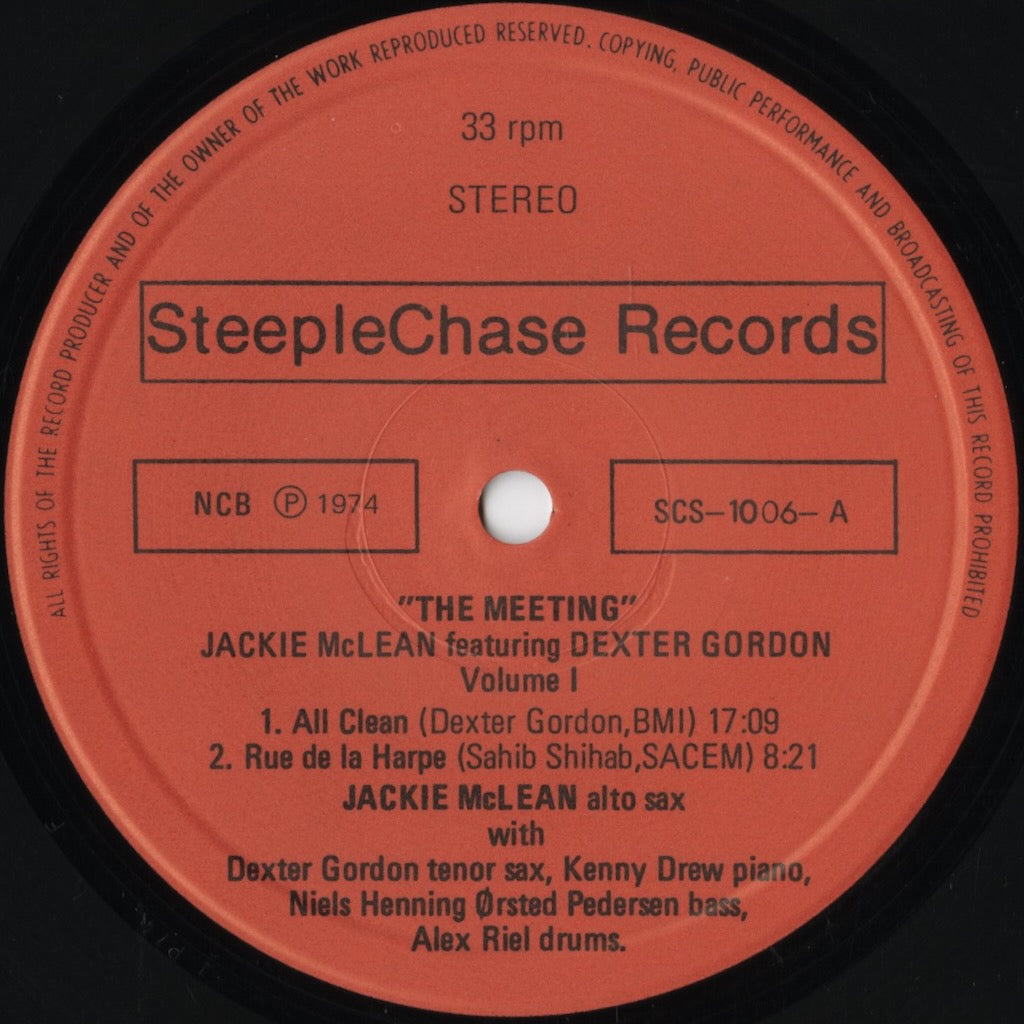 ALL RIGHTS OF THE RECORD PRODUCER AND OF THE OWNER OF THE WORK REPRODUCED RESERVED. COPYING, PUBLIC PERFORMANCE AND BROADCASTING OF THIS RECORD PROHIBITED
33 rpm
STEREO
SteepleChase Records
NCB Ⓟ 1974
SCS-1006-A
"THE MEETING"
JACKIE McLEAN featuring DEXTER GORDON
Volume I
1. All Clean (Dexter Gordon,BMI) 17:09
2. Rue de la Harpe (Sahib Shihab,SACEM) 8:21
JACKIE McLEAN alto sax
with
Dexter Gordon tenor sax, Kenny Drew piano,
Niels Henning Ørsted Pedersen bass,
Alex Riel drums.